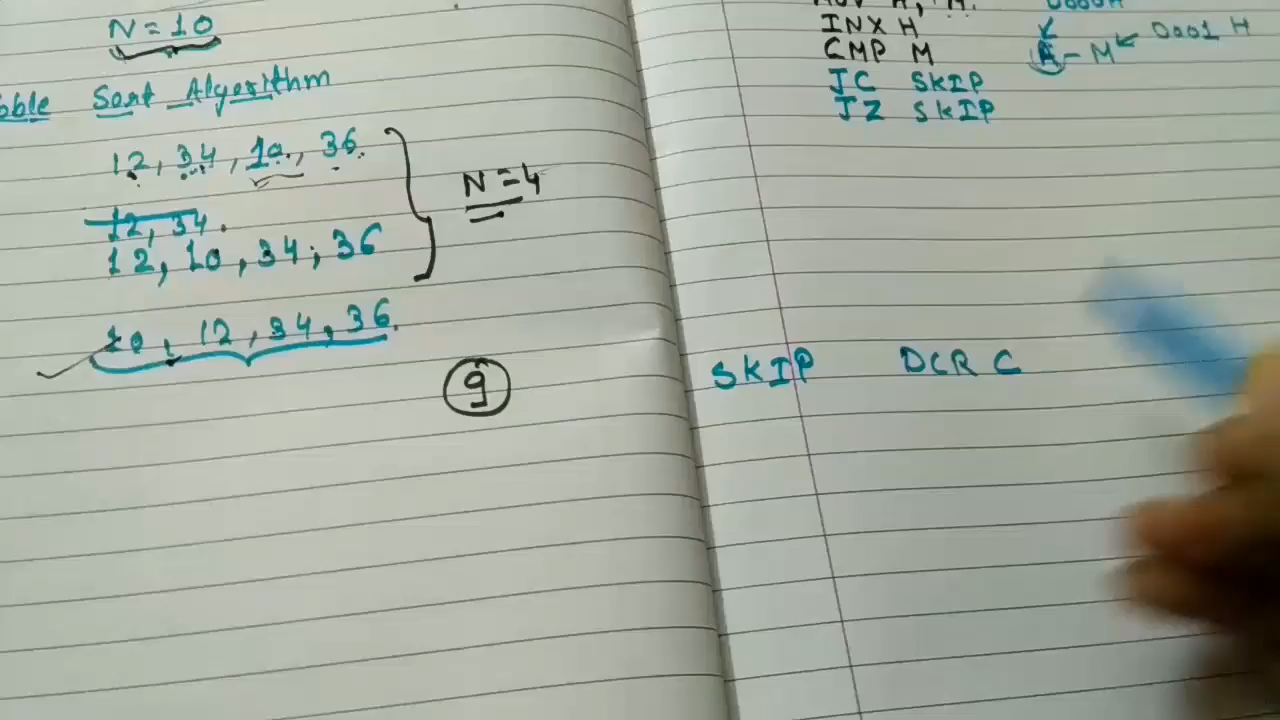 N = 10
Sort Algorithm
12, 34, 10, 36.
12, 34.
12, 10, 34, 36
10, 12, 34, 36.
N = 4
9
INX H
CMP M
JC SKIP
JZ SKIP
0001 H
A - M
SKIP DCR C